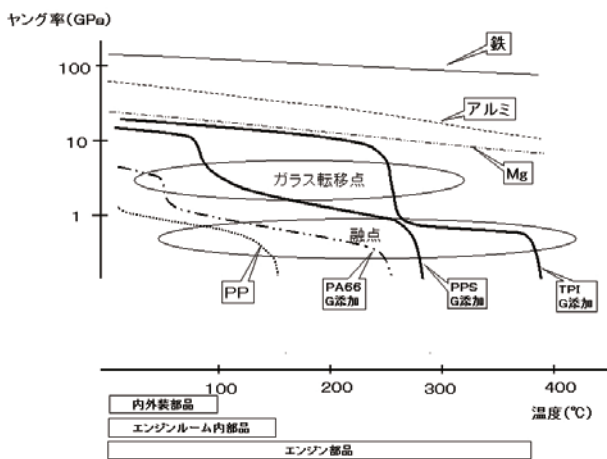 ヤング率(GPa)
鉄
100
アルミ
10
Mg
ガラス転移点
1
融点
PP
PA66
G添加
PPS
G添加
TPI
G添加
100
200
300
400
温度(℃)
内外装部品
エンジンルーム内部品
エンジン部品